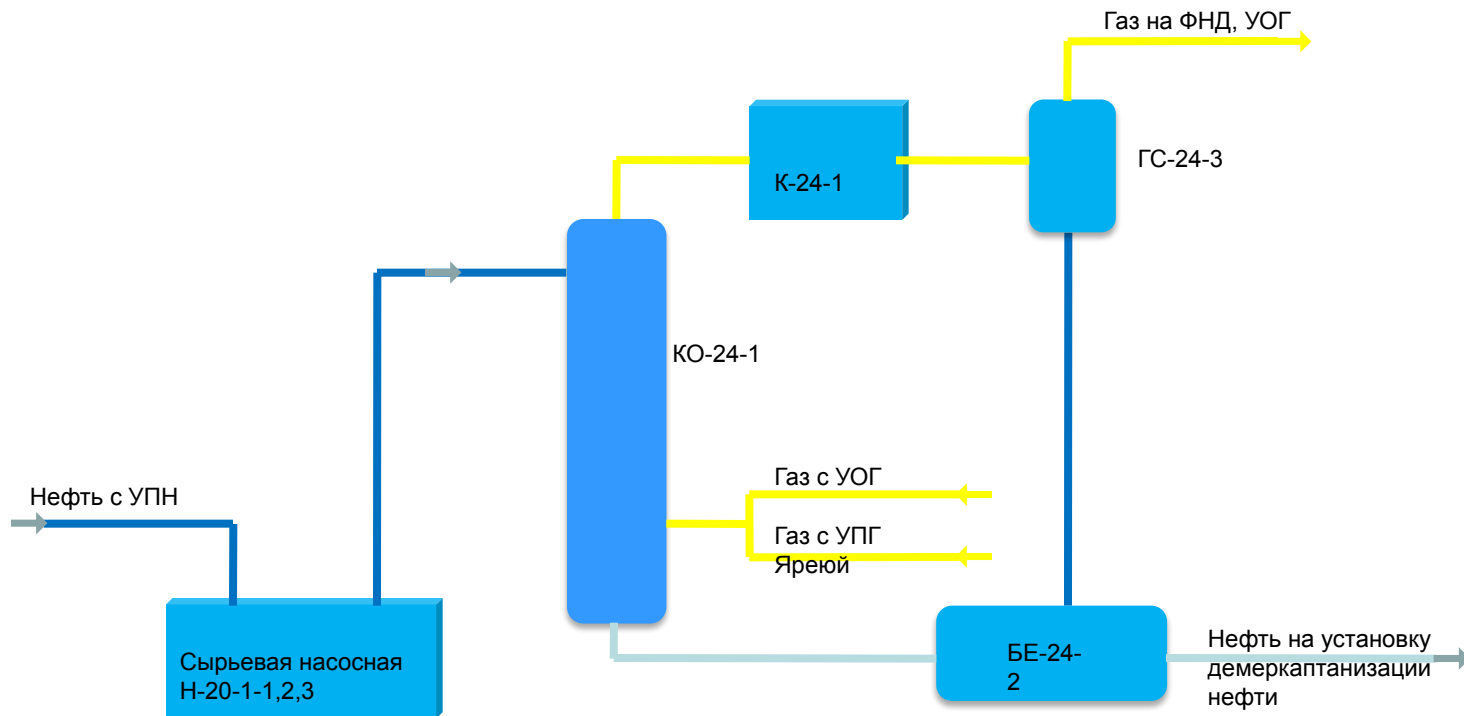 Газ на ФНД, УОГ
К-24-1
ГС-24-3
КО-24-1
Газ с УОГ
Нефть с УПН
Газ с УПГ
Яреюй
Сырьевая насосная
Н-20-1-1,2,3
БЕ-24-
2
Нефть на установку
демеркаптанизации
нефти